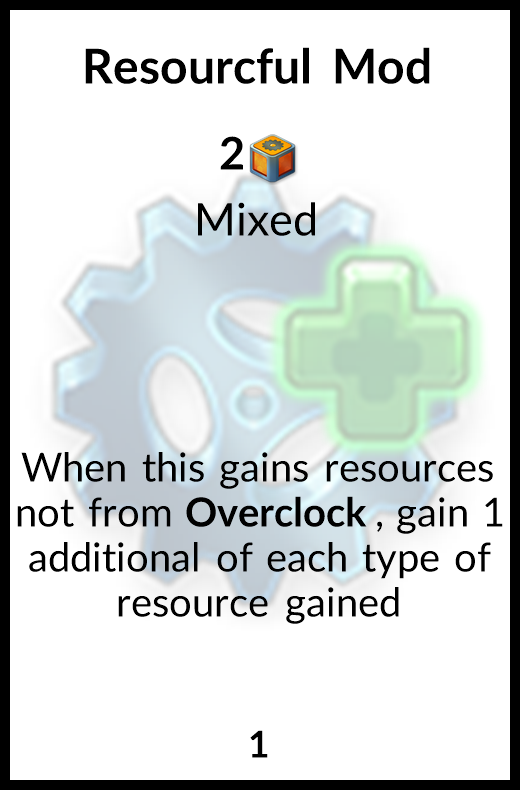 Resourcful Mod
2
Mixed
When this gains resources
not from Overclock , gain 1
additional of each type of
resource gained
1